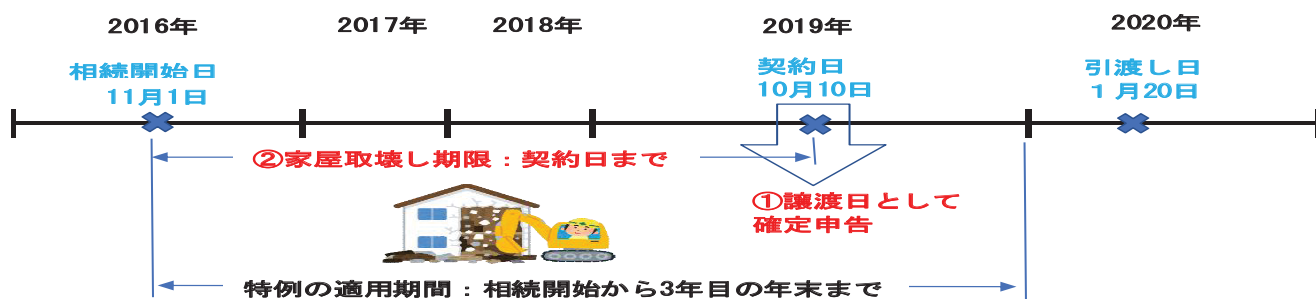 2016年
2017年
2018年
2019年
2020年
相続開始日
11月1日
契約日
10月10日
引渡し日
1月20日
②家屋取壊し期限：契約日まで
①譲渡日として
確定申告
特例の適用期間：相続開始から3年目の年末まで